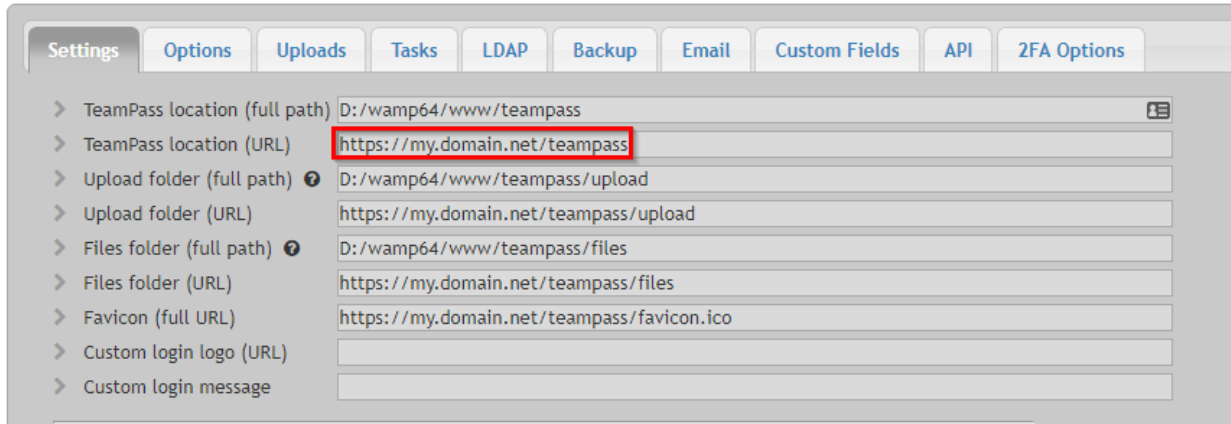 Settings Options Uploads Tasks LDAP Backup Email Custom Fields API 2FA Options
TeamPass location (full path) D:/wamp64/www/teampass
TeamPass location (URL) https://my.domain.net/teampass
Upload folder (full path) D:/wamp64/www/teampass/upload
Upload folder (URL) https://my.domain.net/teampass/upload
Files folder (full path) D:/wamp64/www/teampass/files
Files folder (URL) https://my.domain.net/teampass/files
Favicon (full URL) https://my.domain.net/teampass/favicon.ico
Custom login logo (URL)
Custom login message